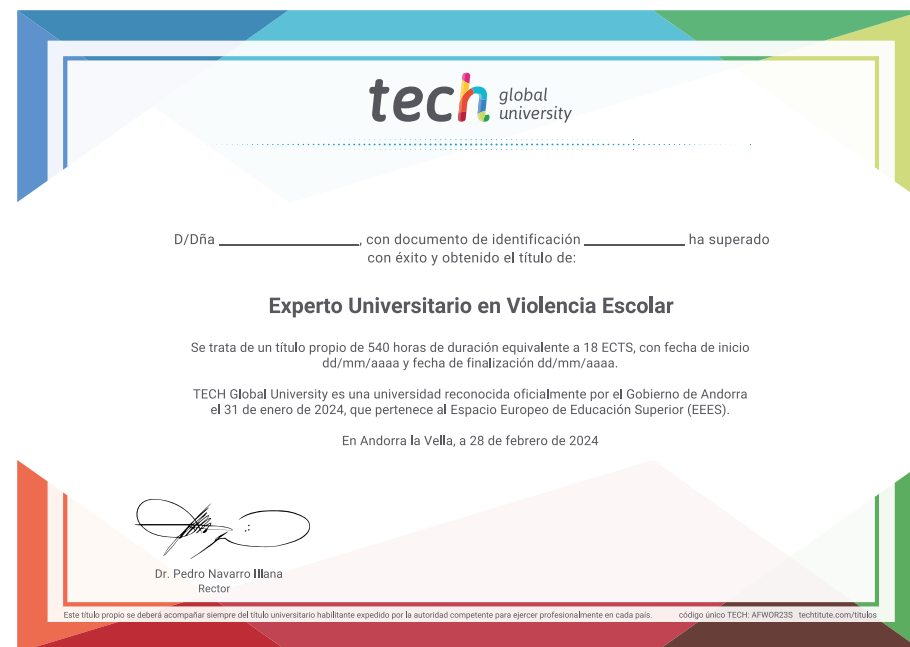 tech global university
D/Dña ____________________, con documento de identificación ______________ ha superado
con éxito y obtenido el título de:
Experto Universitario en Violencia Escolar
Se trata de un título propio de 540 horas de duración equivalente a 18 ECTS, con fecha de inicio
dd/mm/aaaa y fecha de finalización dd/mm/aaaa.
TECH Global University es una universidad reconocida oficialmente por el Gobierno de Andorra
el 31 de enero de 2024, que pertenece al Espacio Europeo de Educación Superior (EEES).
En Andorra la Vella, a 28 de febrero de 2024
Dr. Pedro Navarro Illana
Rector
Este título propio se deberá acompañar siempre del título universitario habilitante expedido por la autoridad competente para ejercer profesionalmente en cada país. código único TECH: AFWOR23S techtitute.com/titulos